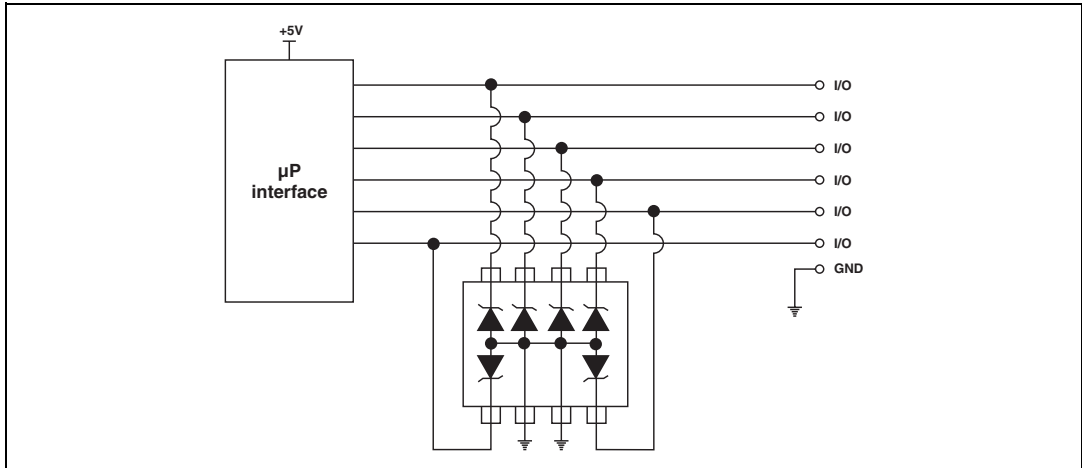 +5V
µP
interface
I/O
I/O
I/O
I/O
I/O
I/O
GND